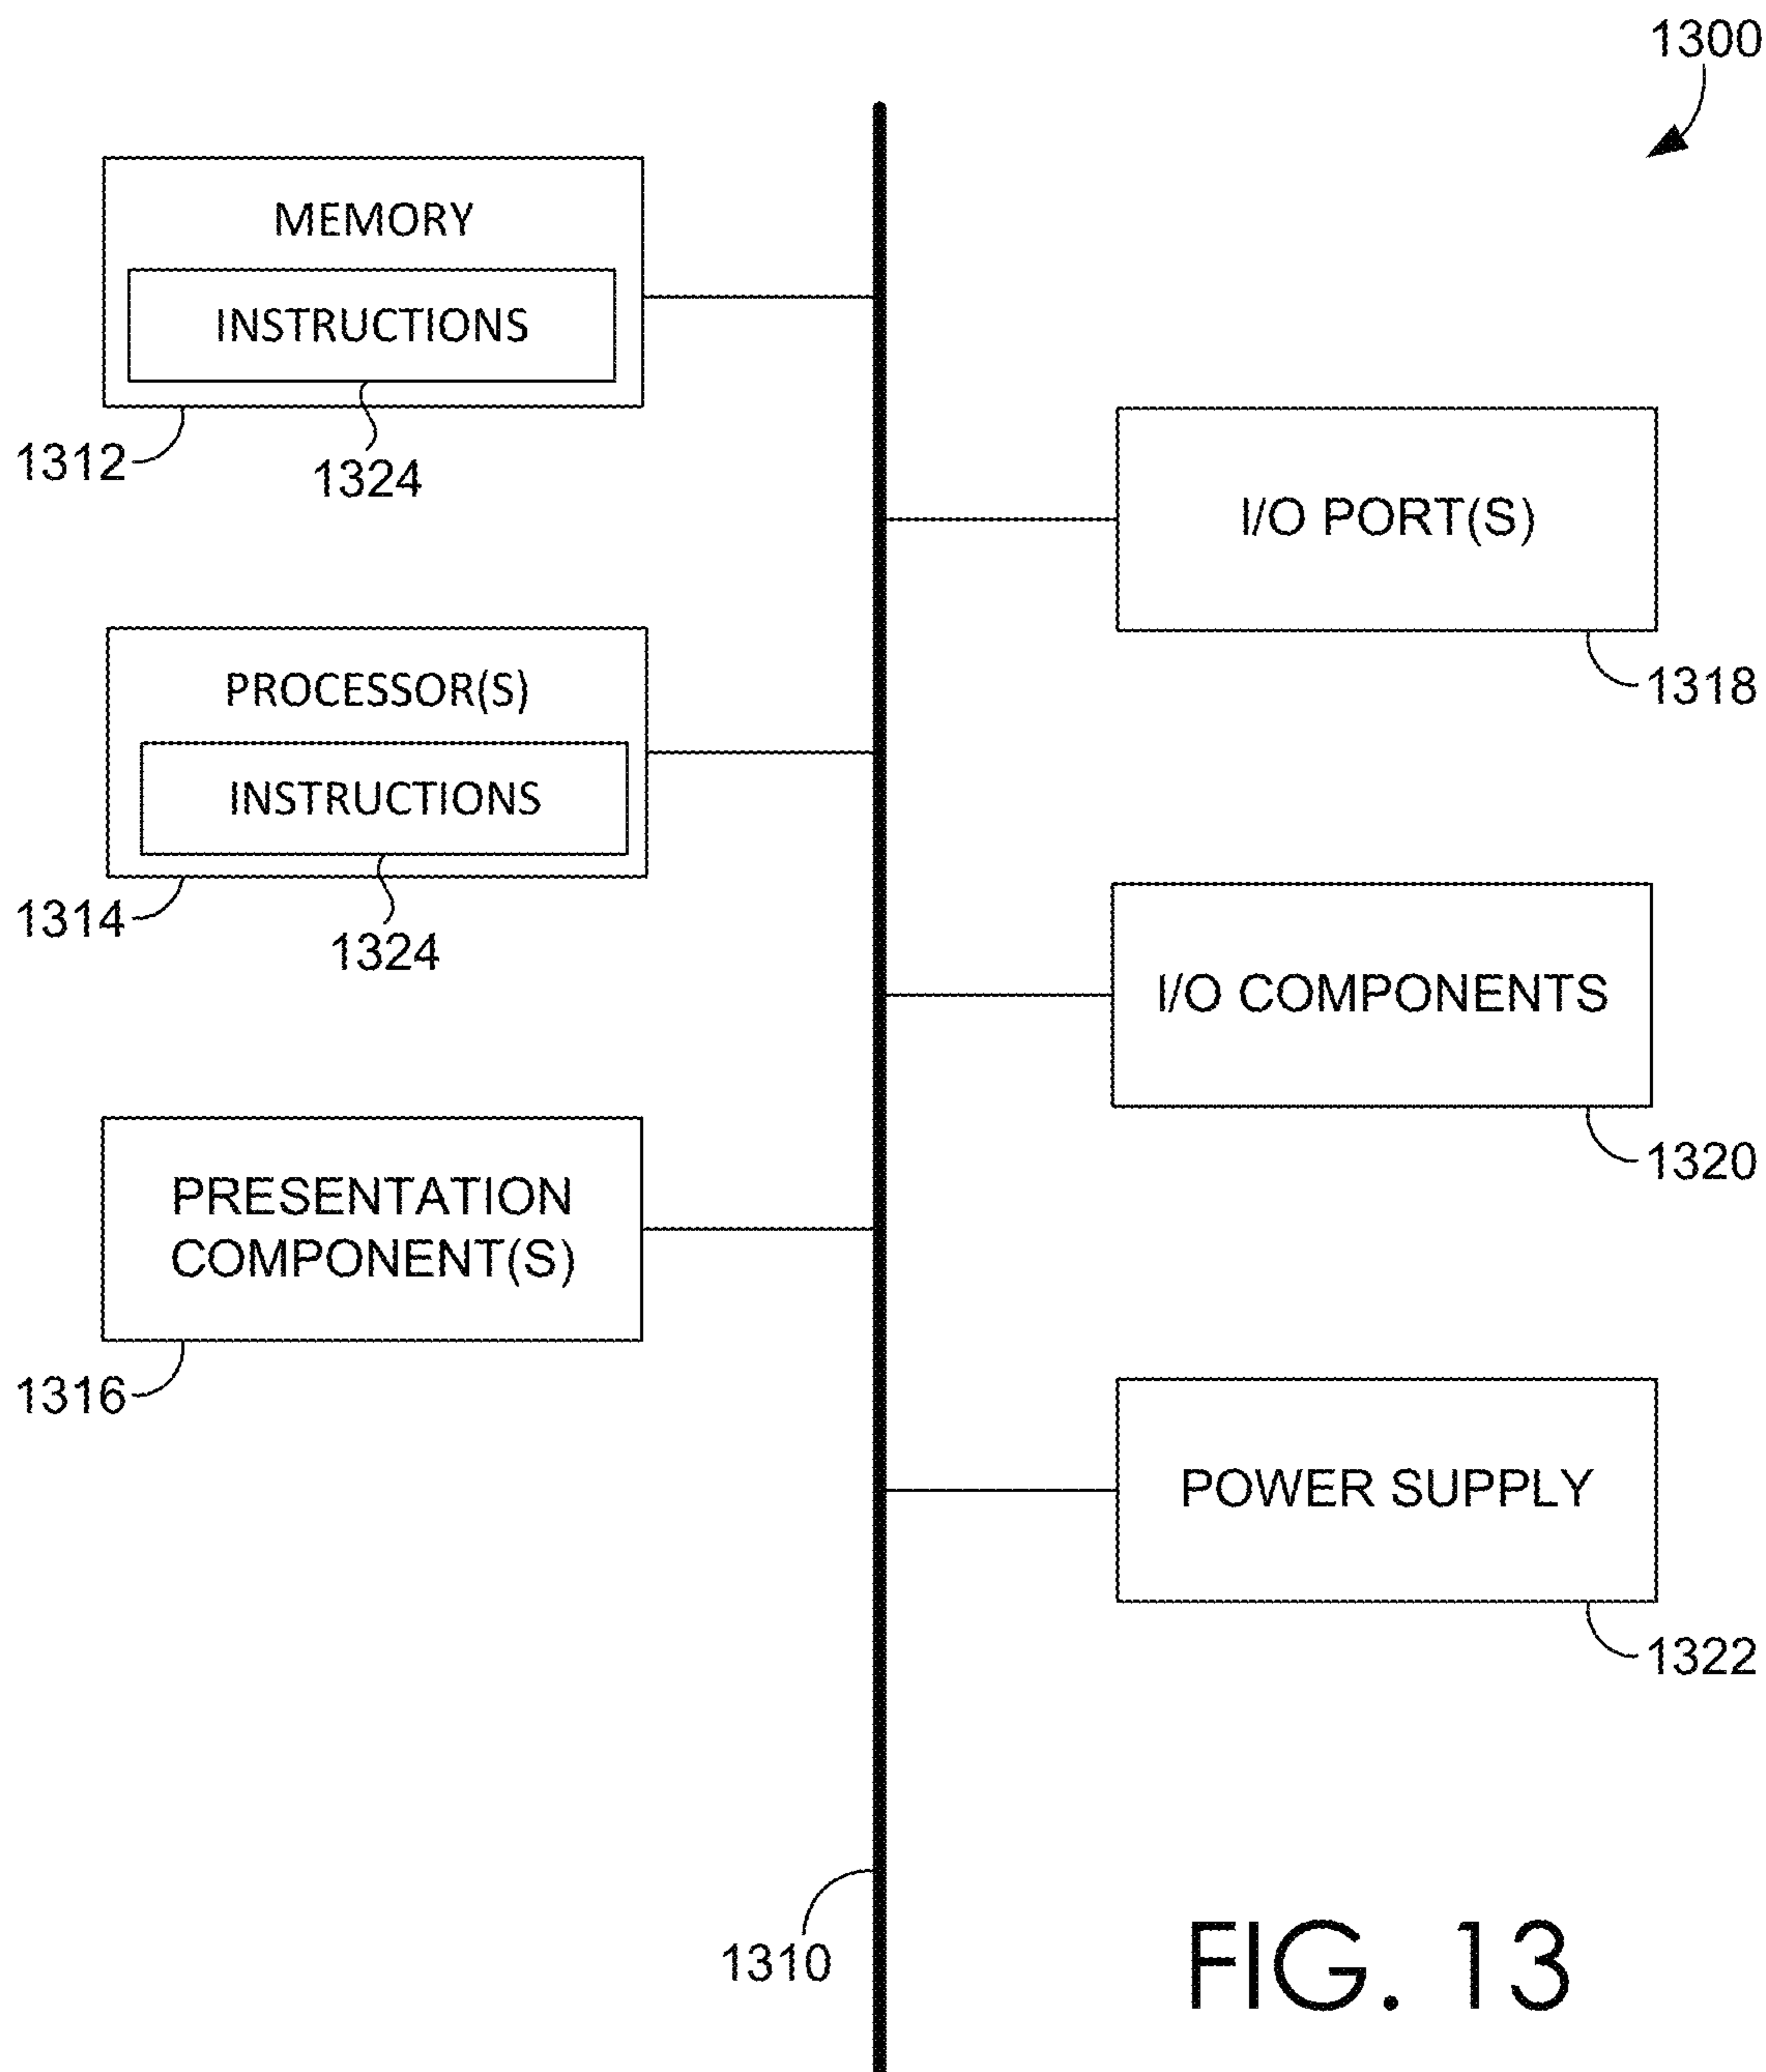 1300
MEMORY
INSTRUCTIONS
1312
1324
I/O PORT(S)
1318
PROCESSOR(S)
INSTRUCTIONS
1314
1324
I/O COMPONENTS
1320
PRESENTATION
COMPONENT(S)
1316
POWER SUPPLY
1322
1310
FIG. 13